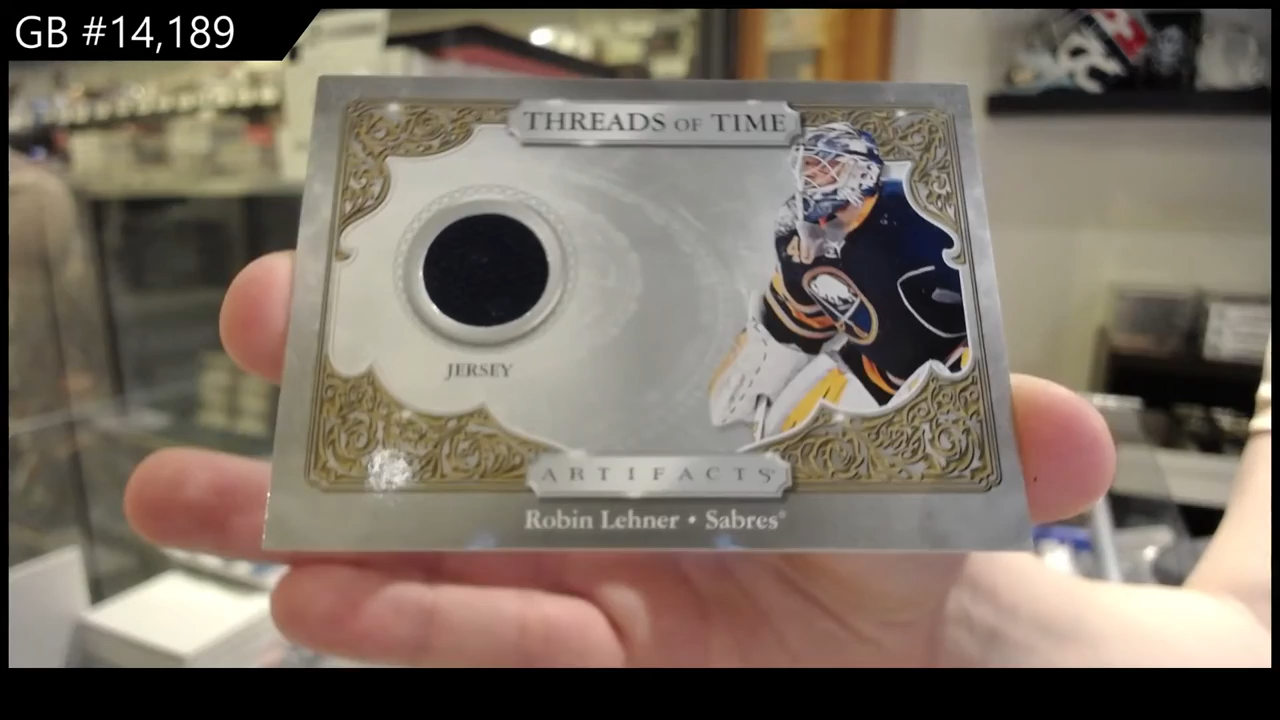 GB #14,189
THREADS OF TIME
40
JERSEY
ARTIFACTS
Robin Lehner • Sabres®